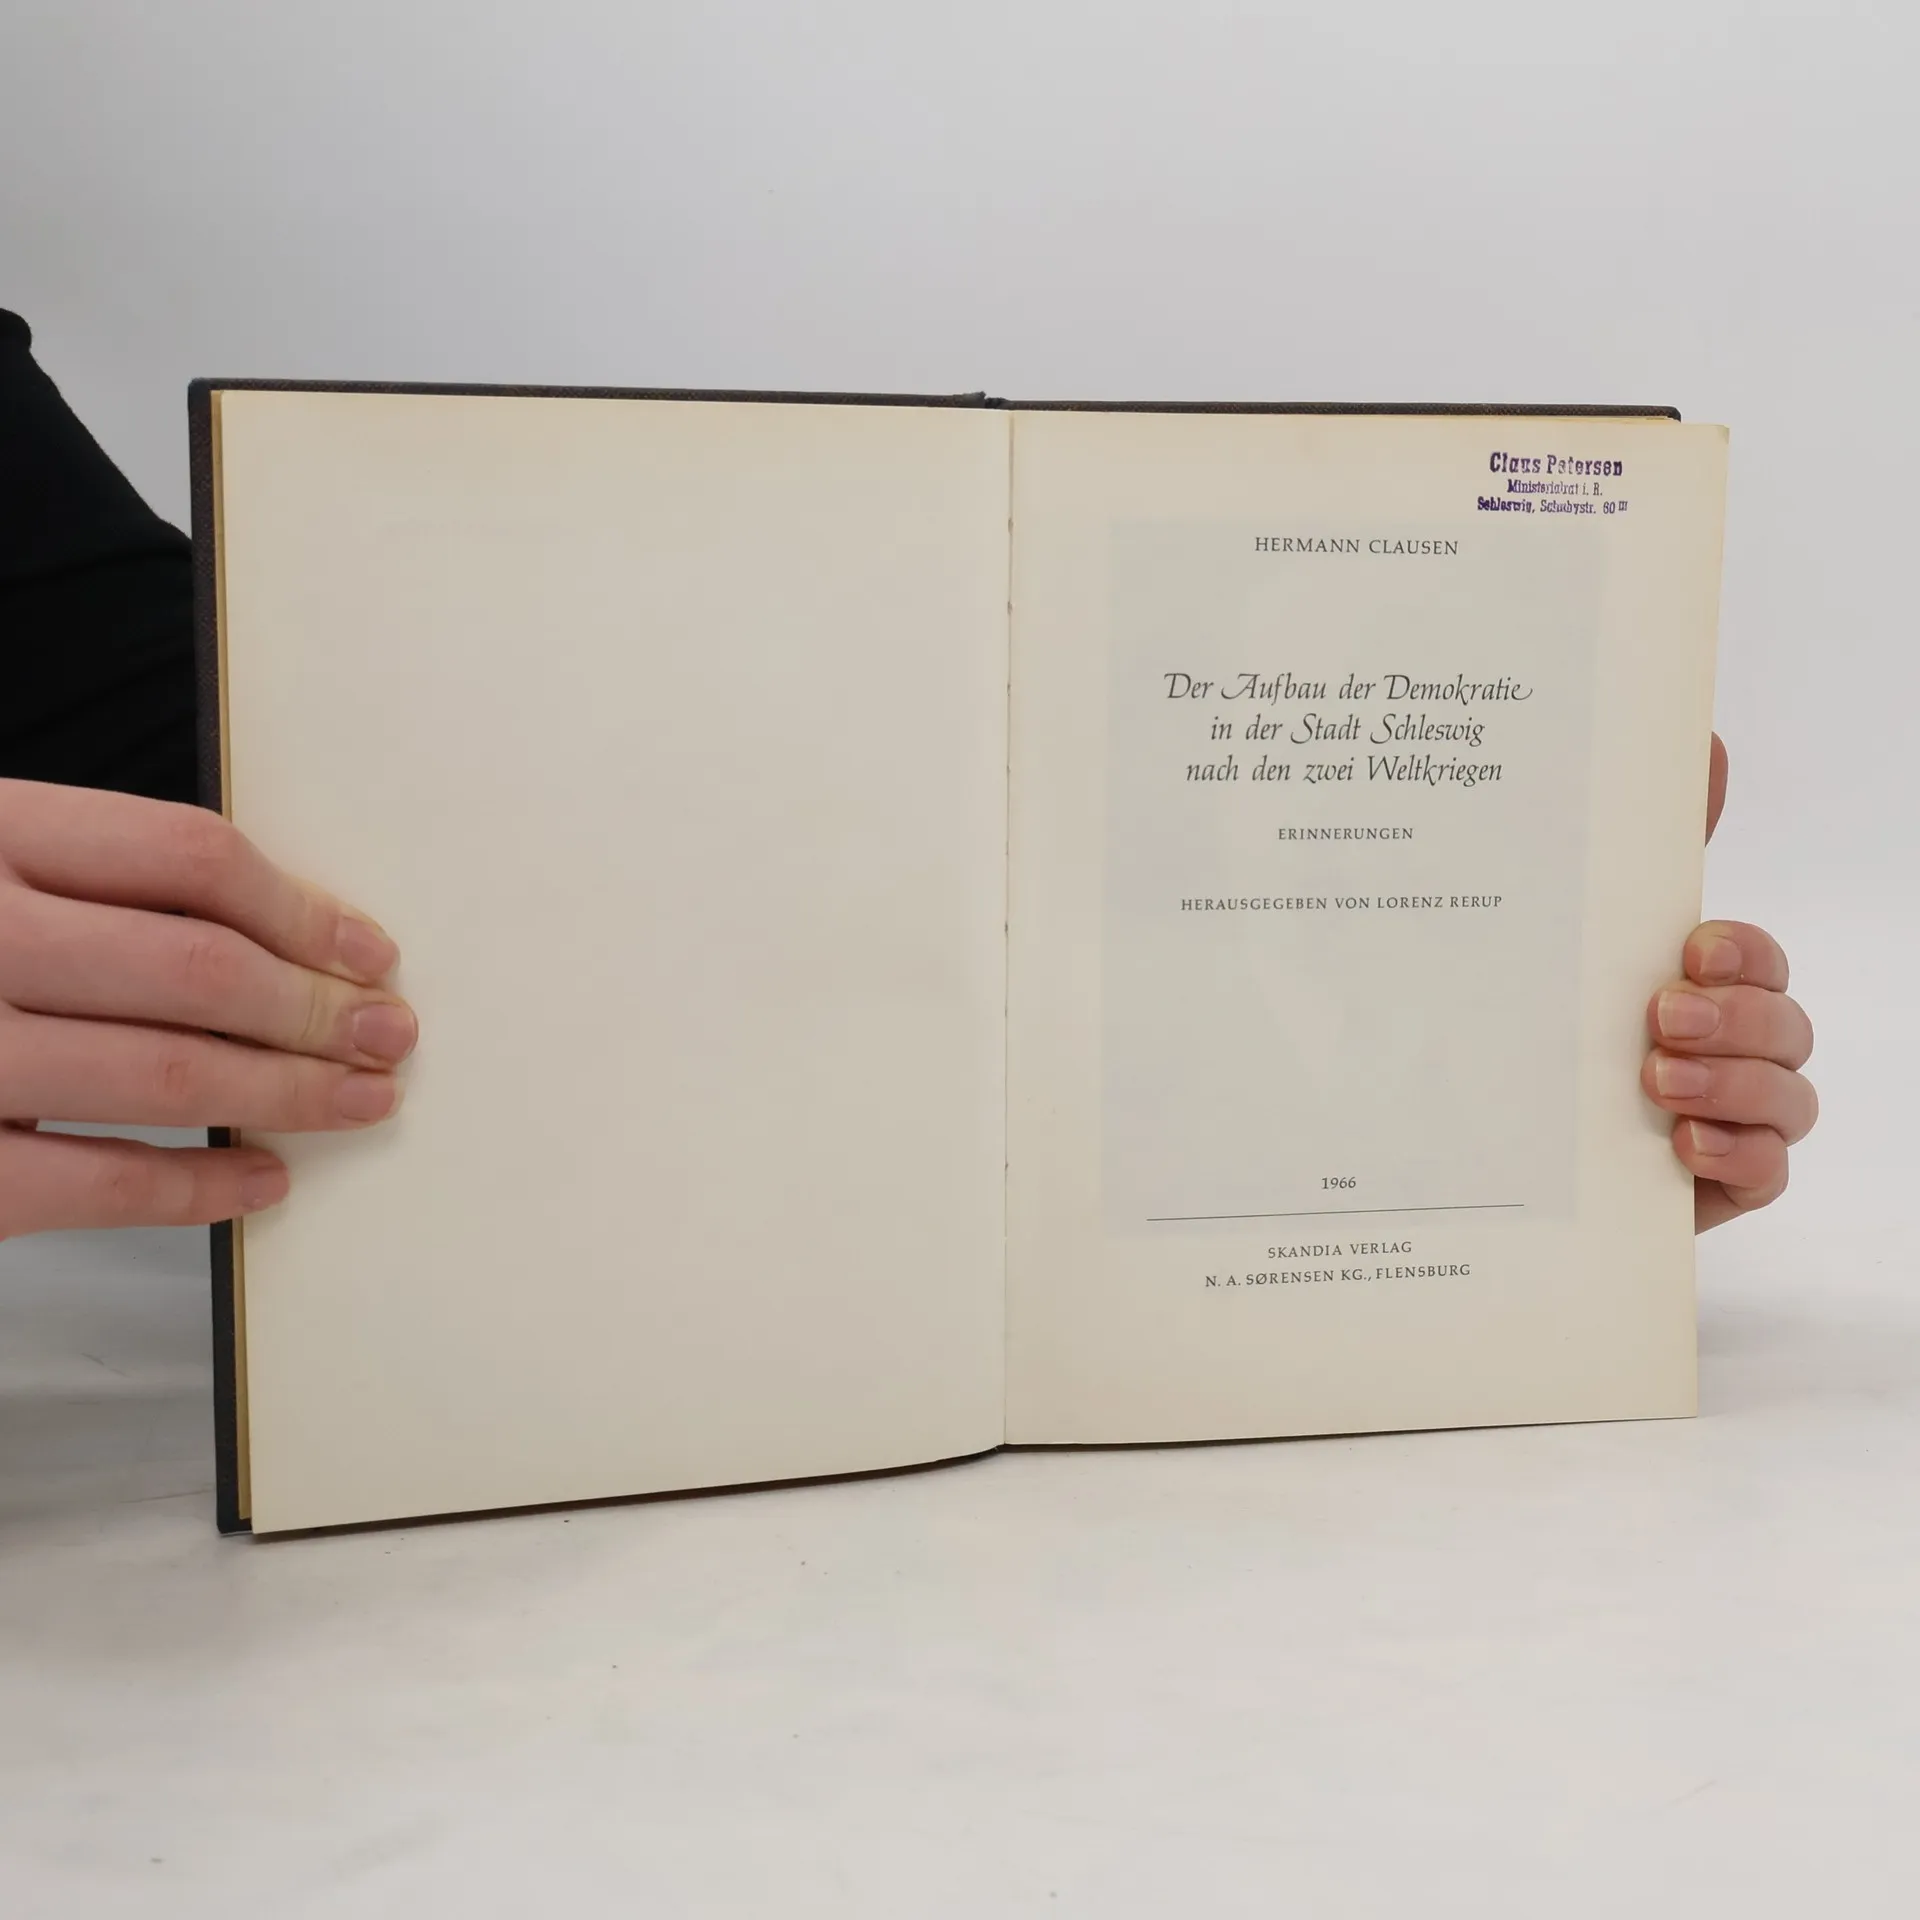 Claus Petersen
Ministerialrat i. R.
Schleswig, Schubystr. 60 III
HERMANN CLAUSEN
Der Aufbau der Demokratie
in der Stadt Schleswig
nach den zwei Weltkriegen
ERINNERUNGEN
HERAUSGEGEBEN VON LORENZ RERUP
1966
SKANDIA VERLAG
N. A. SØRENSEN KG., FLENSBURG